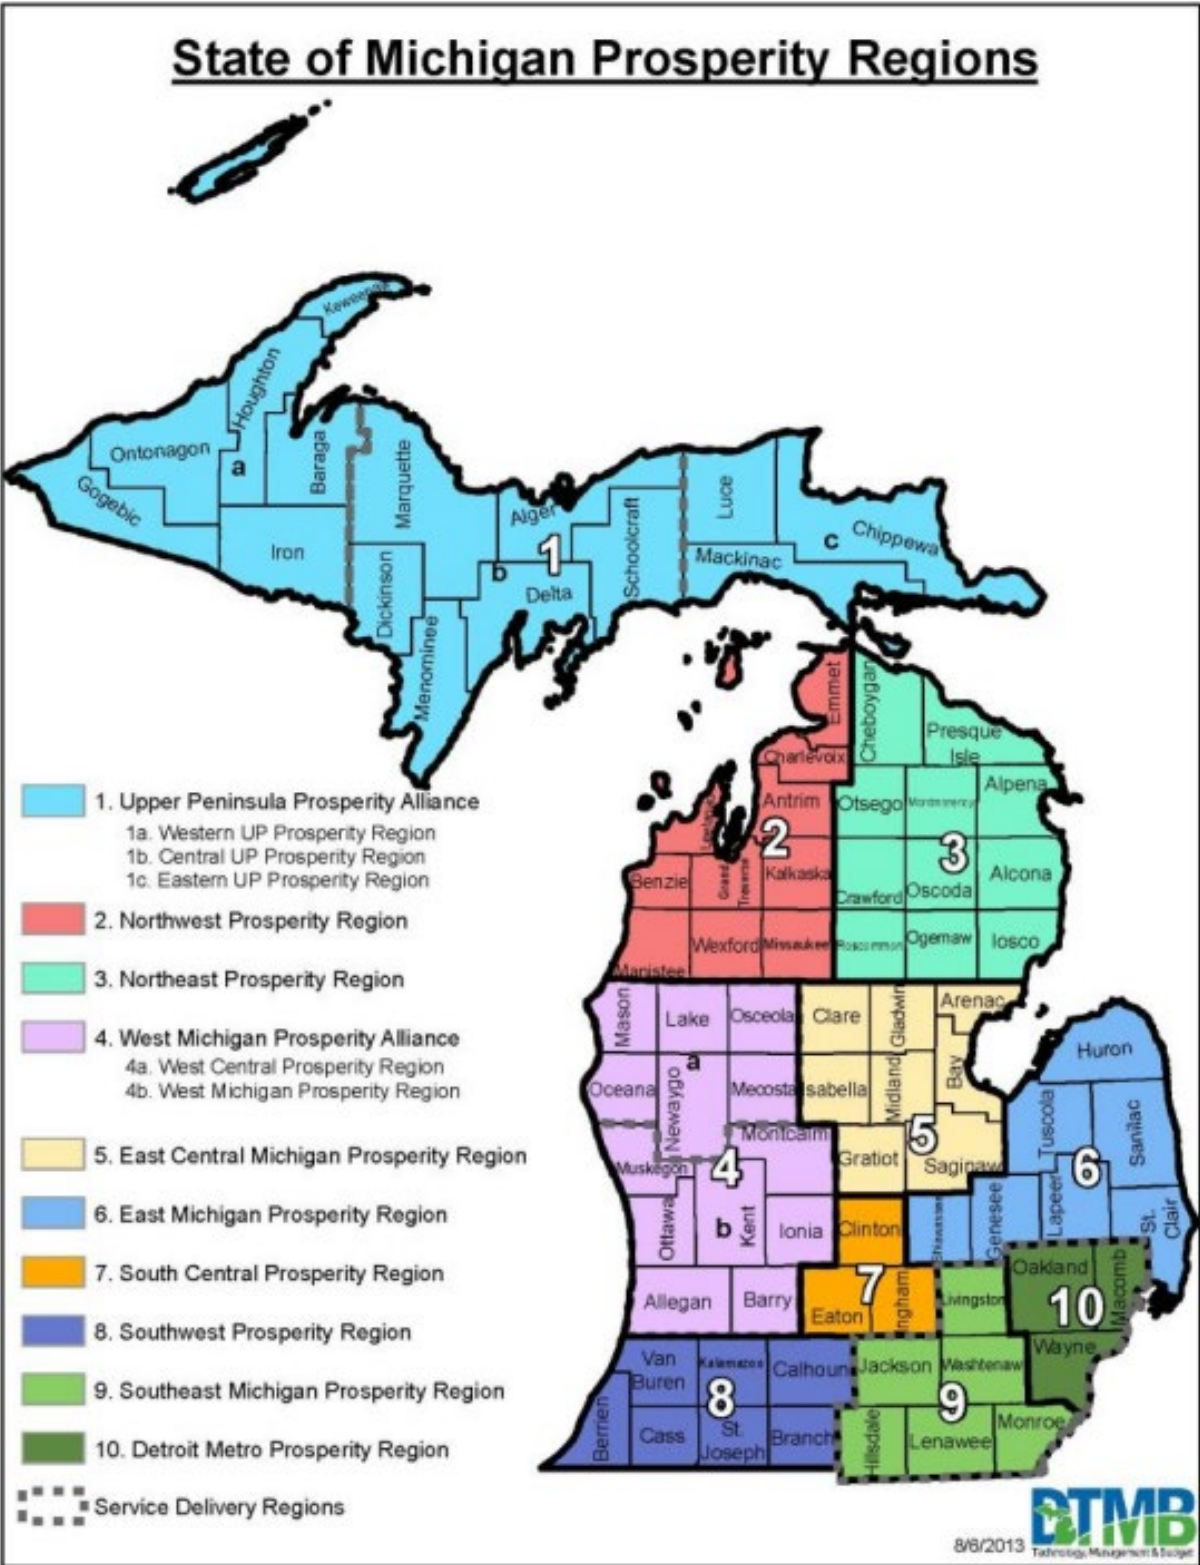 State of Michigan Prosperity Regions
Keweenaw
Houghton
Ontonagon
a
Baraga
Marquette
Gogebic
Iron
Dickinson
Menominee
Alger
1
b
Delta
Schoolcraft
Luce
c
Chippewa
Mackinac
Emmet
Cheboygan
Presque
Isle
Charlevoix
Antrim
Otsego
Montmorency
Alpena
2
3
Leelanau
Benzie
Grand
Traverse
Kalkaska
Crawford
Oscoda
Alcona
Manistee
Wexford
Missaukee
Roscommon
Ogemaw
Iosco
1. Upper Peninsula Prosperity Alliance
1a. Western UP Prosperity Region
1b. Central UP Prosperity Region
1c. Eastern UP Prosperity Region
2. Northwest Prosperity Region
3. Northeast Prosperity Region
4. West Michigan Prosperity Alliance
4a. West Central Prosperity Region
4b. West Michigan Prosperity Region
5. East Central Michigan Prosperity Region
6. East Michigan Prosperity Region
7. South Central Prosperity Region
8. Southwest Prosperity Region
9. Southeast Michigan Prosperity Region
10. Detroit Metro Prosperity Region
Service Delivery Regions
Mason
Lake
Osceola
Clare
Gladwin
Arenac
a
Oceana
Newaygo
Mecosta
Isabella
Midland
Bay
Huron
Montcalm
Muskegon
4
Gratiot
5
Saginaw
Tuscola
Sanilac
6
Ottawa
b
Kent
Ionia
Clinton
Shiawassee
Genesee
Lapeer
St.
Clair
Allegan
Barry
Eaton
7
Ingham
Livingston
Oakland
Macomb
10
Van
Buren
Kalamazoo
Calhoun
Jackson
Washtenaw
Wayne
8
9
Berrien
Cass
St.
Joseph
Branch
Hillsdale
Lenawee
Monroe
8/6/2013
DTMB
Technology, Management & Budget